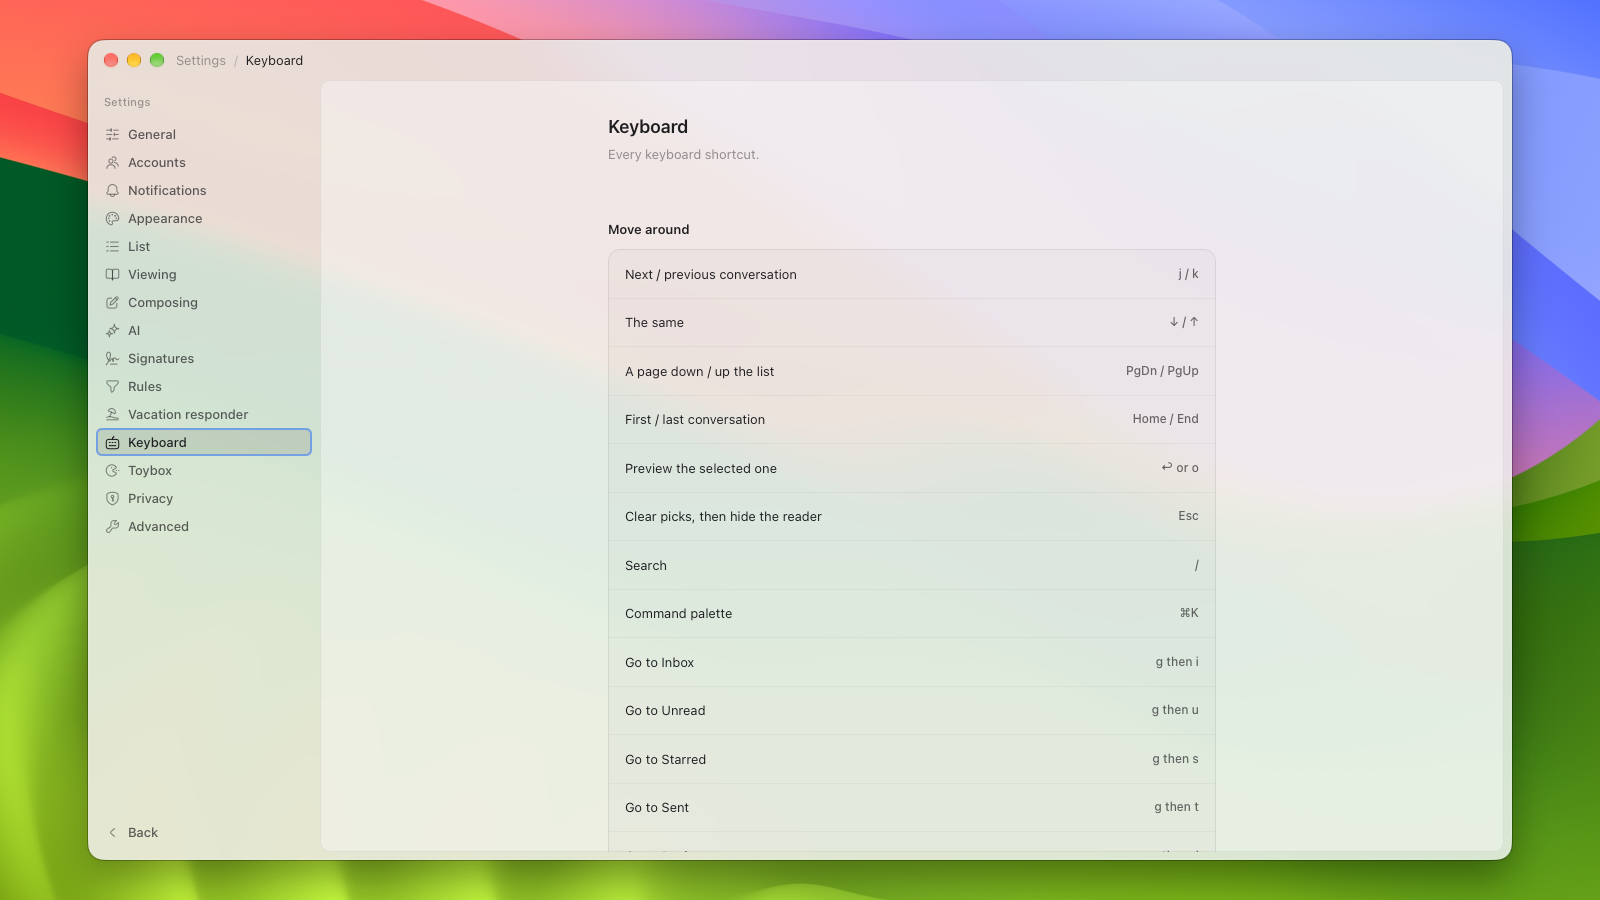 Settings / Keyboard
Settings
General
Accounts
Notifications
Appearance
List
Viewing
Composing
AI
Signatures
Rules
Vacation responder
Keyboard
Toybox
Privacy
Advanced
Back
Keyboard
Every keyboard shortcut.
Move around
Next / previous conversation j / k
The same ↓ / ↑
A page down / up the list PgDn / PgUp
First / last conversation Home / End
Preview the selected one ↩ or o
Clear picks, then hide the reader Esc
Search /
Command palette ⌘K
Go to Inbox g then i
Go to Unread g then u
Go to Starred g then s
Go to Sent g then t